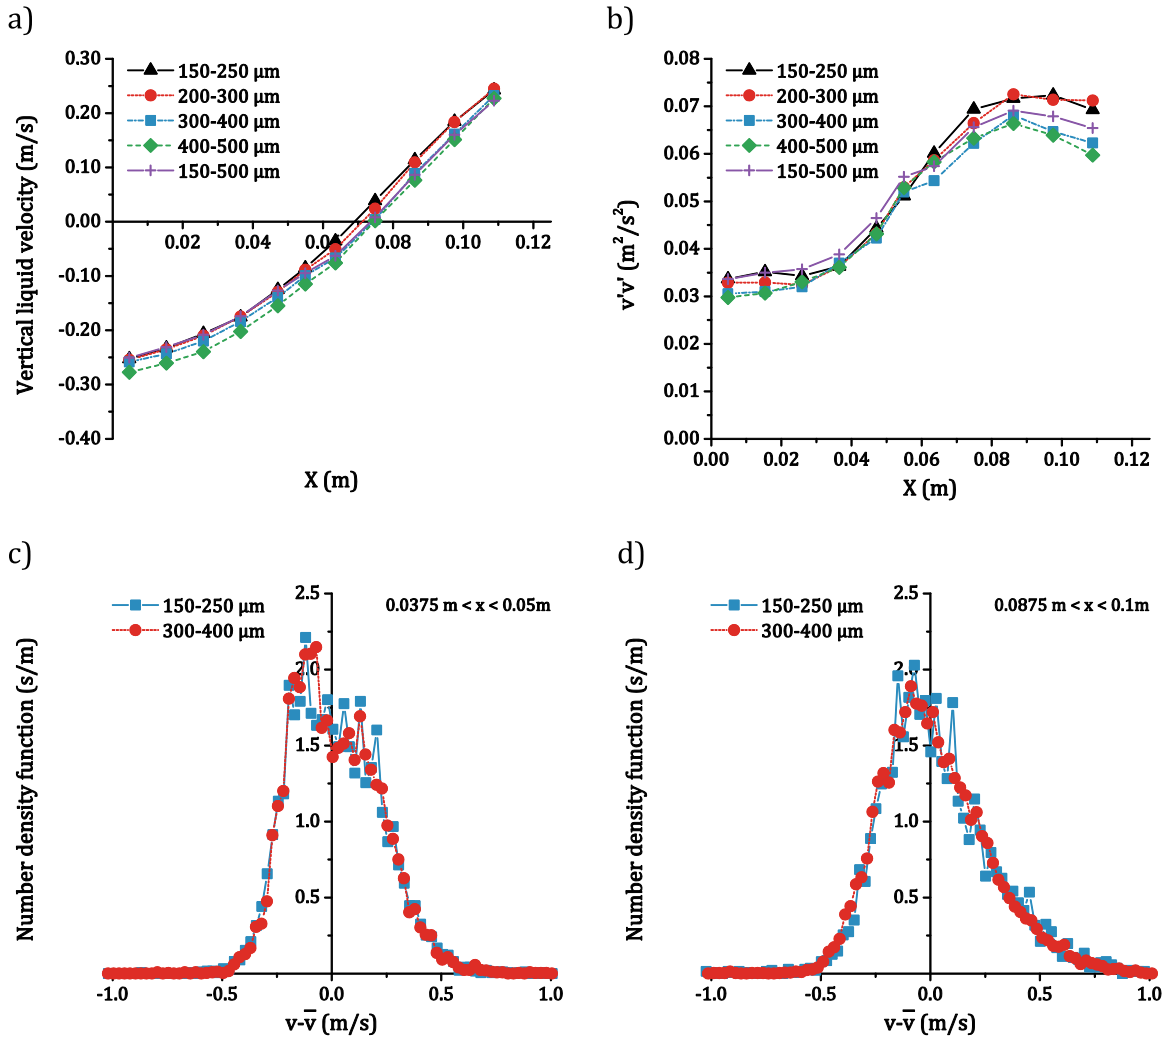 a)
0.30
0.20
0.10
0.00
-0.10
-0.20
-0.30
-0.40
Vertical liquid velocity (m/s)
150-250 μm
200-300 μm
300-400 μm
400-500 μm
150-500 μm
0.02 0.04 0.06 0.08 0.10 0.12
X (m)
b)
0.08
0.07
0.06
0.05
0.04
0.03
0.02
0.01
0.00
v'v' (m²/s²)
150-250 μm
200-300 μm
300-400 μm
400-500 μm
150-500 μm
0.00 0.02 0.04 0.06 0.08 0.10 0.12
X (m)
c)
Number density function (s/m)
150-250 μm
300-400 μm
0.0375 m < x < 0.05m
2.5
2.0
1.5
1.0
0.5
-1.0 -0.5 0.0 0.5 1.0
v-v̅ (m/s)
d)
Number density function (s/m)
150-250 μm
300-400 μm
0.0875 m < x < 0.1m
2.5
2.0
1.5
1.0
0.5
-1.0 -0.5 0.0 0.5 1.0
v-v̅ (m/s)